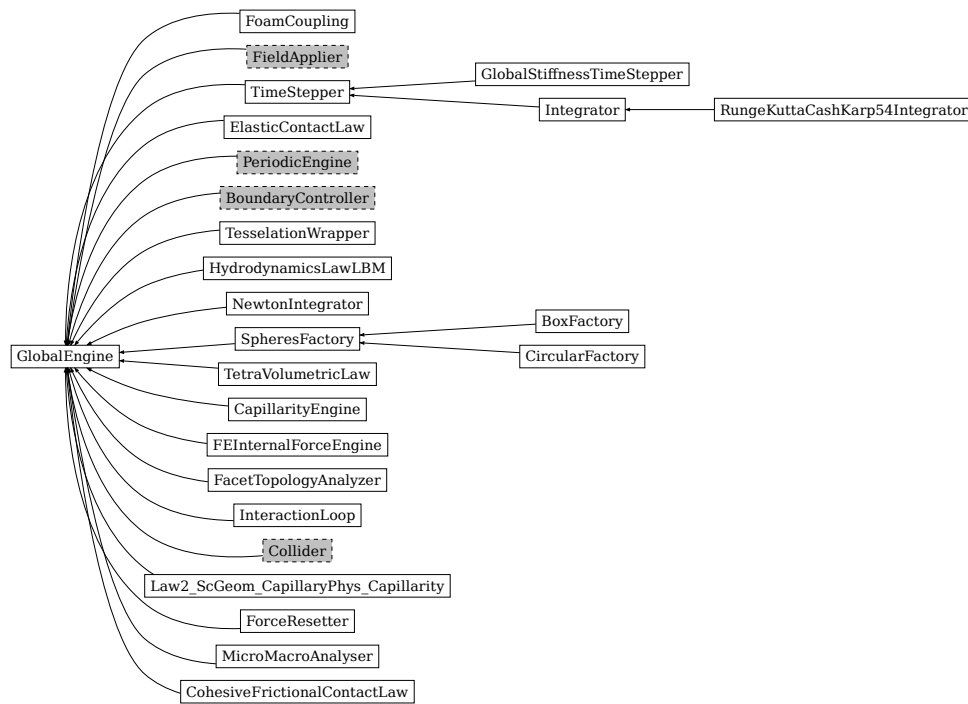 FoamCoupling
FieldApplier
GlobalStiffnessTimeStepper
TimeStepper
Integrator
RungeKuttaCashKarp54Integrator
ElasticContactLaw
PeriodicEngine
BoundaryController
TesselationWrapper
HydrodynamicsLawLBM
NewtonIntegrator
BoxFactory
SpheresFactory
GlobalEngine
CircularFactory
TetraVolumetricLaw
CapillarityEngine
FEInternalForceEngine
FacetTopologyAnalyzer
InteractionLoop
Collider
Law2_ScGeom_CapillaryPhys_Capillarity
ForceResetter
MicroMacroAnalyser
CohesiveFrictionalContactLaw